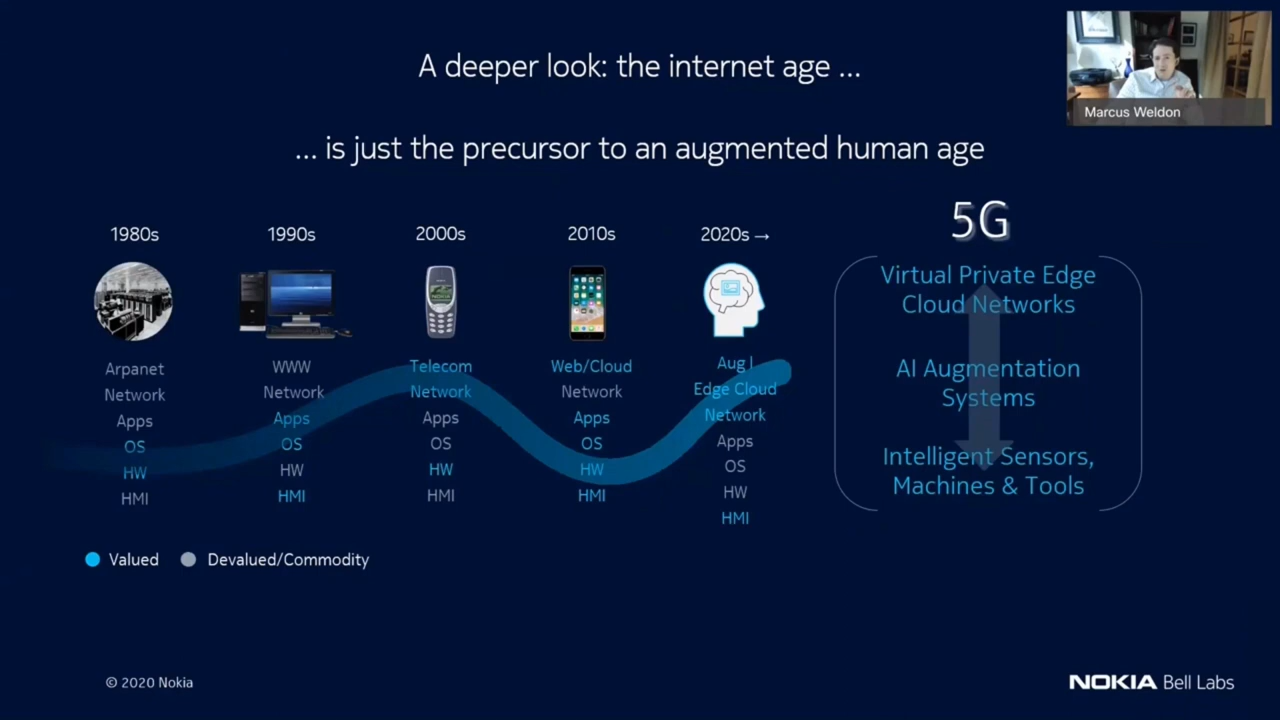 A deeper look: the internet age ...
... is just the precursor to an augmented human age
Marcus Weldon
1980s
Arpanet
Network
Apps
OS
HW
HMI
1990s
WWW
Network
Apps
OS
HW
HMI
2000s
NOKIA
Telecom
Network
Apps
OS
HW
HMI
2010s
Web/Cloud
Network
Apps
OS
HW
HMI
2020s →
Aug I
Edge Cloud
Network
Apps
OS
HW
HMI
5G
Virtual Private Edge
Cloud Networks
AI Augmentation
Systems
Intelligent Sensors,
Machines & Tools
Valued
Devalued/Commodity
© 2020 Nokia
NOKIA Bell Labs